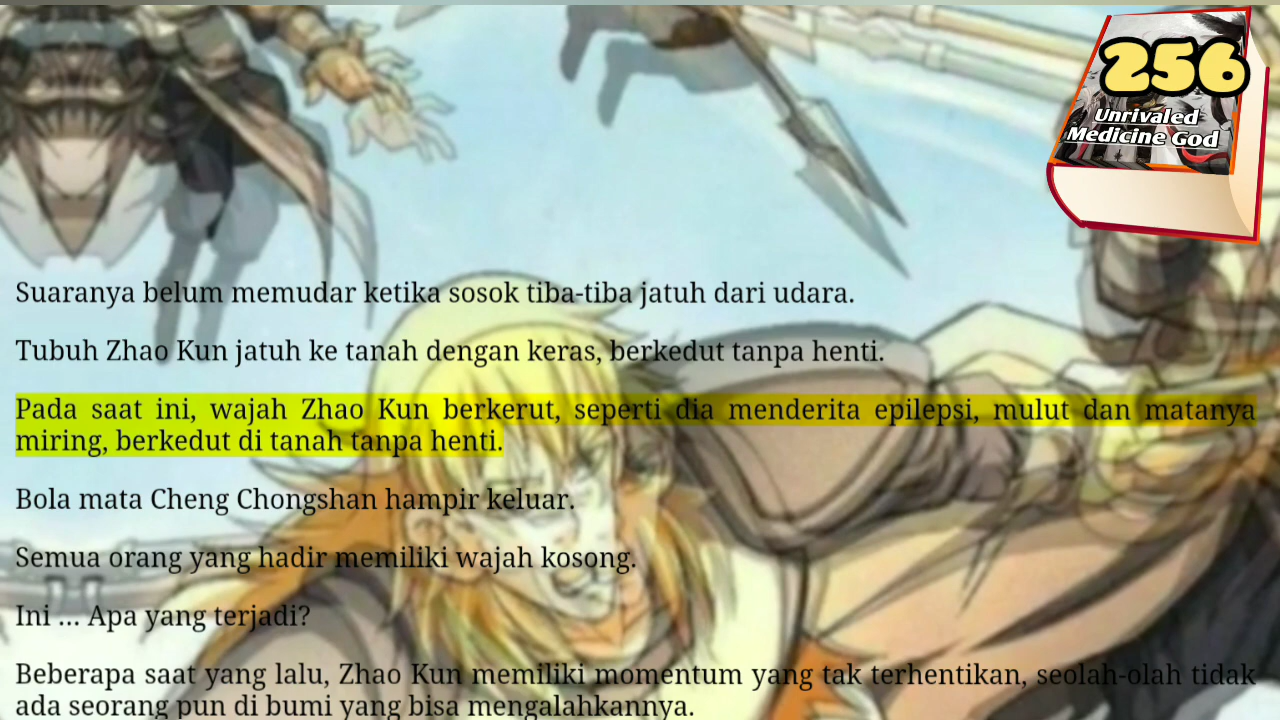 256
Unrivaled
Medicine God
Suaranya belum memudar ketika sosok tiba-tiba jatuh dari udara.
Tubuh Zhao Kun jatuh ke tanah dengan keras, berkedut tanpa henti.
Pada saat ini, wajah Zhao Kun berkerut, seperti dia menderita epilepsi, mulut dan matanya
miring, berkedut di tanah tanpa henti.
Bola mata Cheng Chongshan hampir keluar.
Semua orang yang hadir memiliki wajah kosong.
Ini ... Apa yang terjadi?
Beberapa saat yang lalu, Zhao Kun memiliki momentum yang tak terhentikan, seolah-olah tidak
ada seorang pun di bumi yang bisa mengalahkannya.